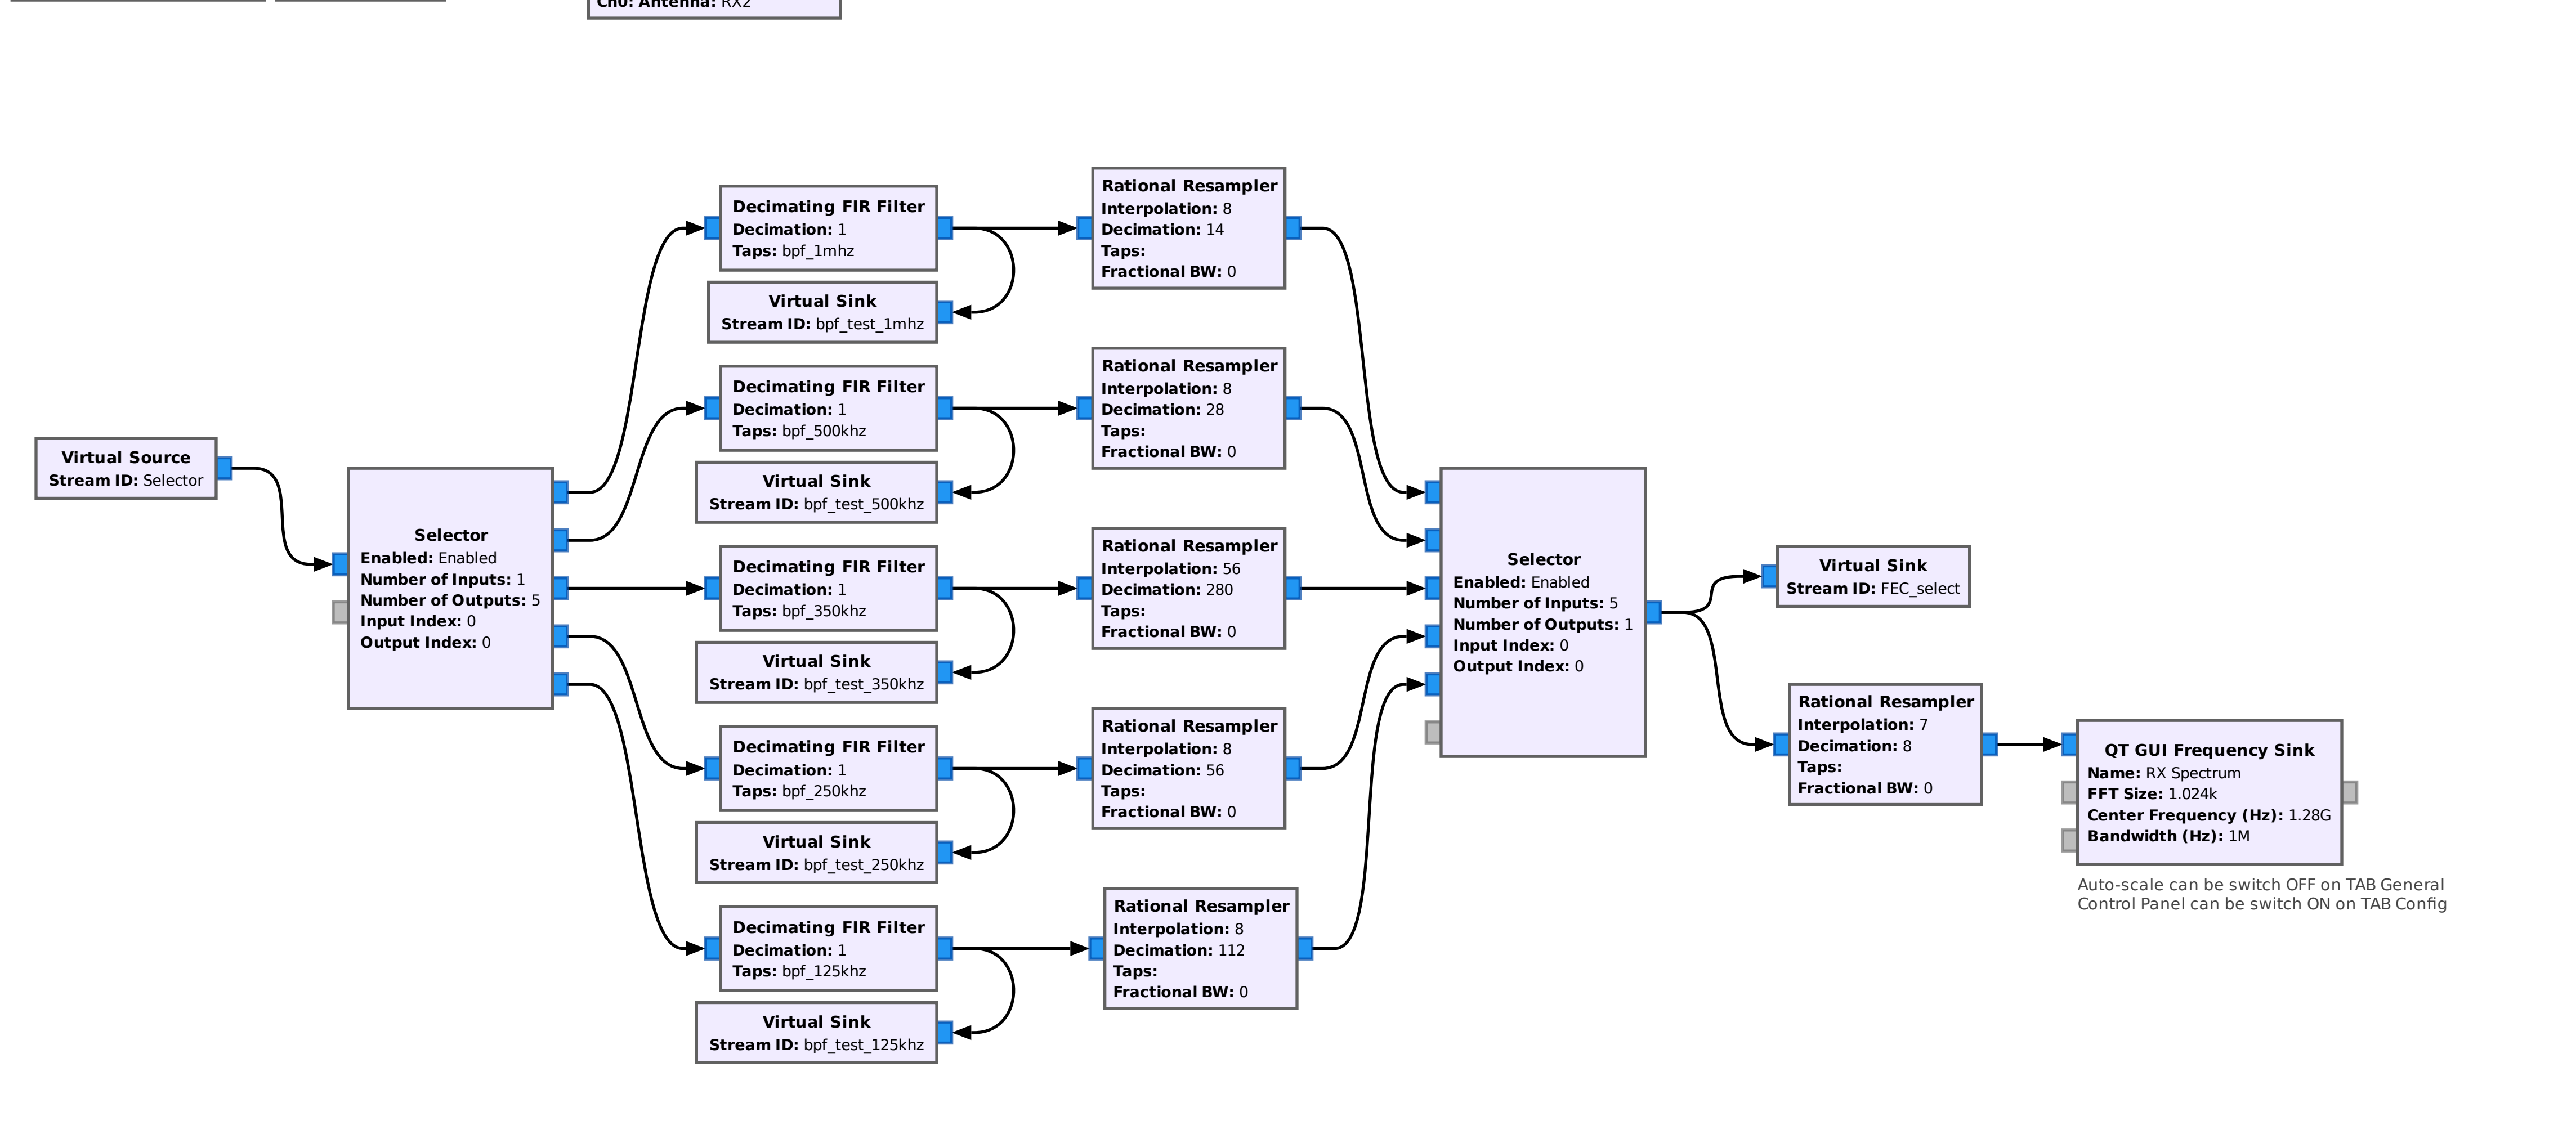 Ch0: Antenna: RX2
Virtual Source
Stream ID: Selector
Selector
Enabled: Enabled
Number of Inputs: 1
Number of Outputs: 5
Input Index: 0
Output Index: 0
Decimating FIR Filter
Decimation: 1
Taps: bpf_1mhz
Virtual Sink
Stream ID: bpf_test_1mhz
Rational Resampler
Interpolation: 8
Decimation: 14
Taps:
Fractional BW: 0
Decimating FIR Filter
Decimation: 1
Taps: bpf_500khz
Virtual Sink
Stream ID: bpf_test_500khz
Rational Resampler
Interpolation: 8
Decimation: 28
Taps:
Fractional BW: 0
Decimating FIR Filter
Decimation: 1
Taps: bpf_350khz
Virtual Sink
Stream ID: bpf_test_350khz
Rational Resampler
Interpolation: 56
Decimation: 280
Taps:
Fractional BW: 0
Decimating FIR Filter
Decimation: 1
Taps: bpf_250khz
Virtual Sink
Stream ID: bpf_test_250khz
Rational Resampler
Interpolation: 8
Decimation: 56
Taps:
Fractional BW: 0
Decimating FIR Filter
Decimation: 1
Taps: bpf_125khz
Virtual Sink
Stream ID: bpf_test_125khz
Rational Resampler
Interpolation: 8
Decimation: 112
Taps:
Fractional BW: 0
Selector
Enabled: Enabled
Number of Inputs: 5
Number of Outputs: 1
Input Index: 0
Output Index: 0
Virtual Sink
Stream ID: FEC_select
Rational Resampler
Interpolation: 7
Decimation: 8
Taps:
Fractional BW: 0
QT GUI Frequency Sink
Name: RX Spectrum
FFT Size: 1.024k
Center Frequency (Hz): 1.28G
Bandwidth (Hz): 1M
Auto-scale can be switch OFF on TAB General
Control Panel can be switch ON on TAB Config